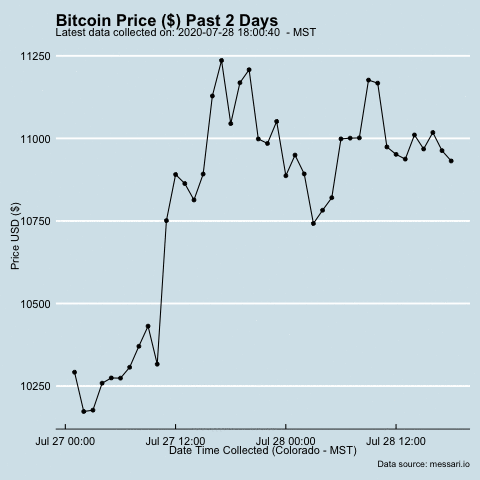 Bitcoin Price ($) Past 2 Days
Latest data collected on: 2020-07-28 18:00:40  - MST
11250
11000
10750
10500
10250
Price USD ($)
Jul 27 00:00 Jul 27 12:00 Jul 28 00:00 Jul 28 12:00
Date Time Collected (Colorado - MST)
Data source: messari.io